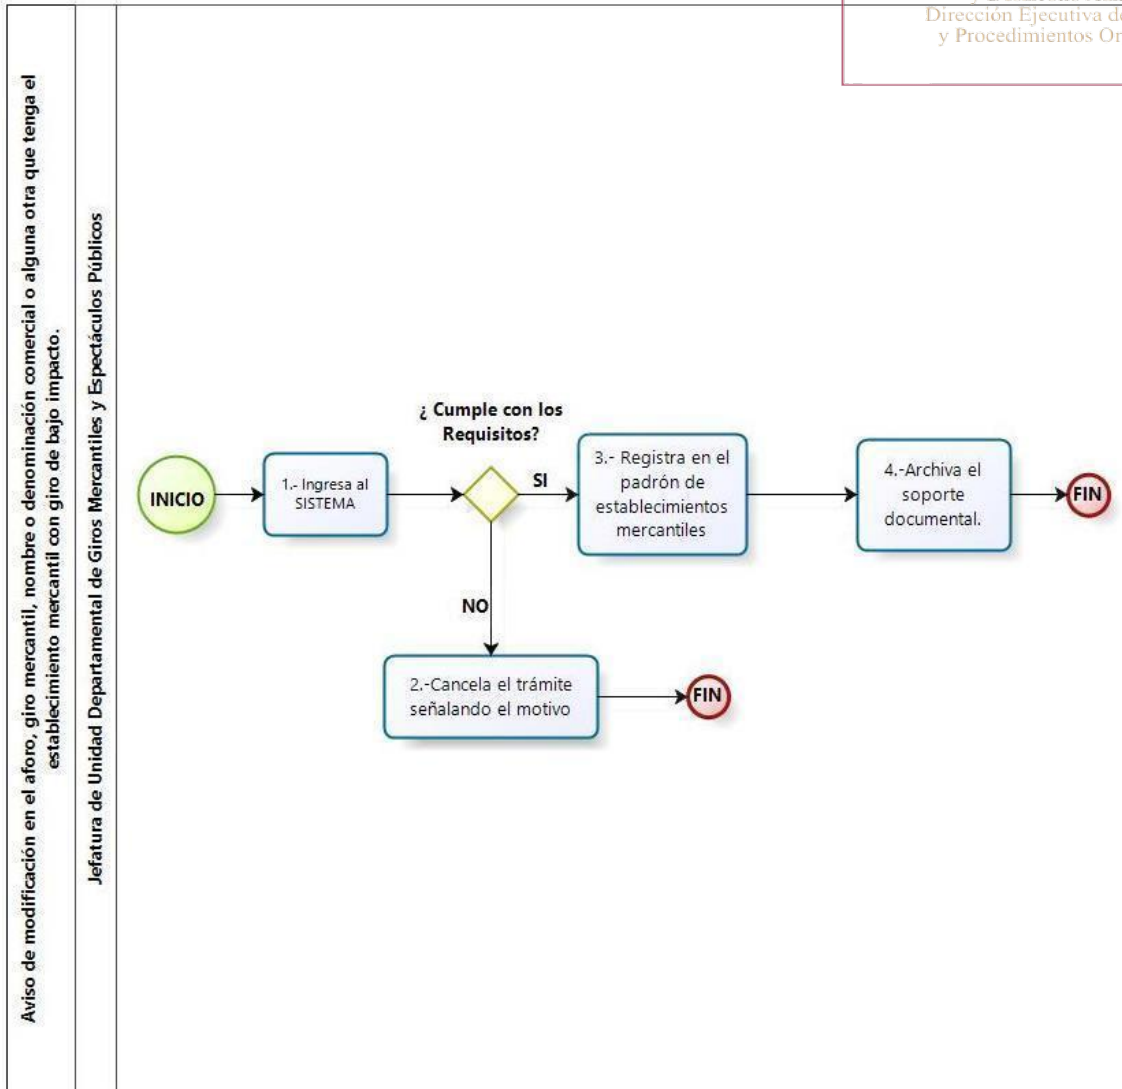 Dirección Ejecutiva de
y Procedimientos Or
Aviso de modificación en el aforo, giro mercantil, nombre o denominación comercial o alguna otra que tenga el
establecimiento mercantil con giro de bajo impacto.
Jefatura de Unidad Departamental de Giros Mercantiles y Espectáculos Públicos
INICIO
1.- Ingresa al
SISTEMA
¿ Cumple con los
Requisitos?
SI
3.- Registra en el
padrón de
establecimientos
mercantiles
4.-Archiva el
soporte
documental.
FIN
NO
2.-Cancela el trámite
señalando el motivo
FIN